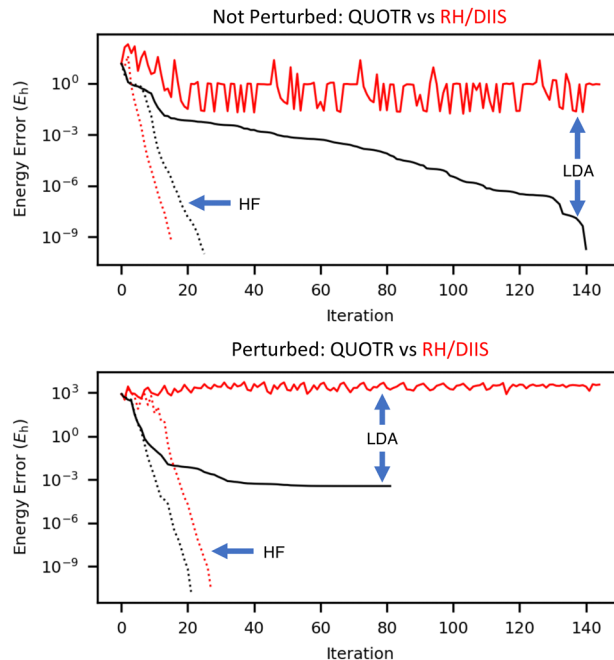 Not Perturbed: QUOTR vs RH/DIIS
Energy Error (E_h)
10^0
10^-3
10^-6
10^-9
LDA
HF
0 20 40 60 80 100 120 140
Iteration
Perturbed: QUOTR vs RH/DIIS
Energy Error (E_h)
10^3
10^0
10^-3
10^-6
10^-9
LDA
HF
0 20 40 60 80 100 120 140
Iteration